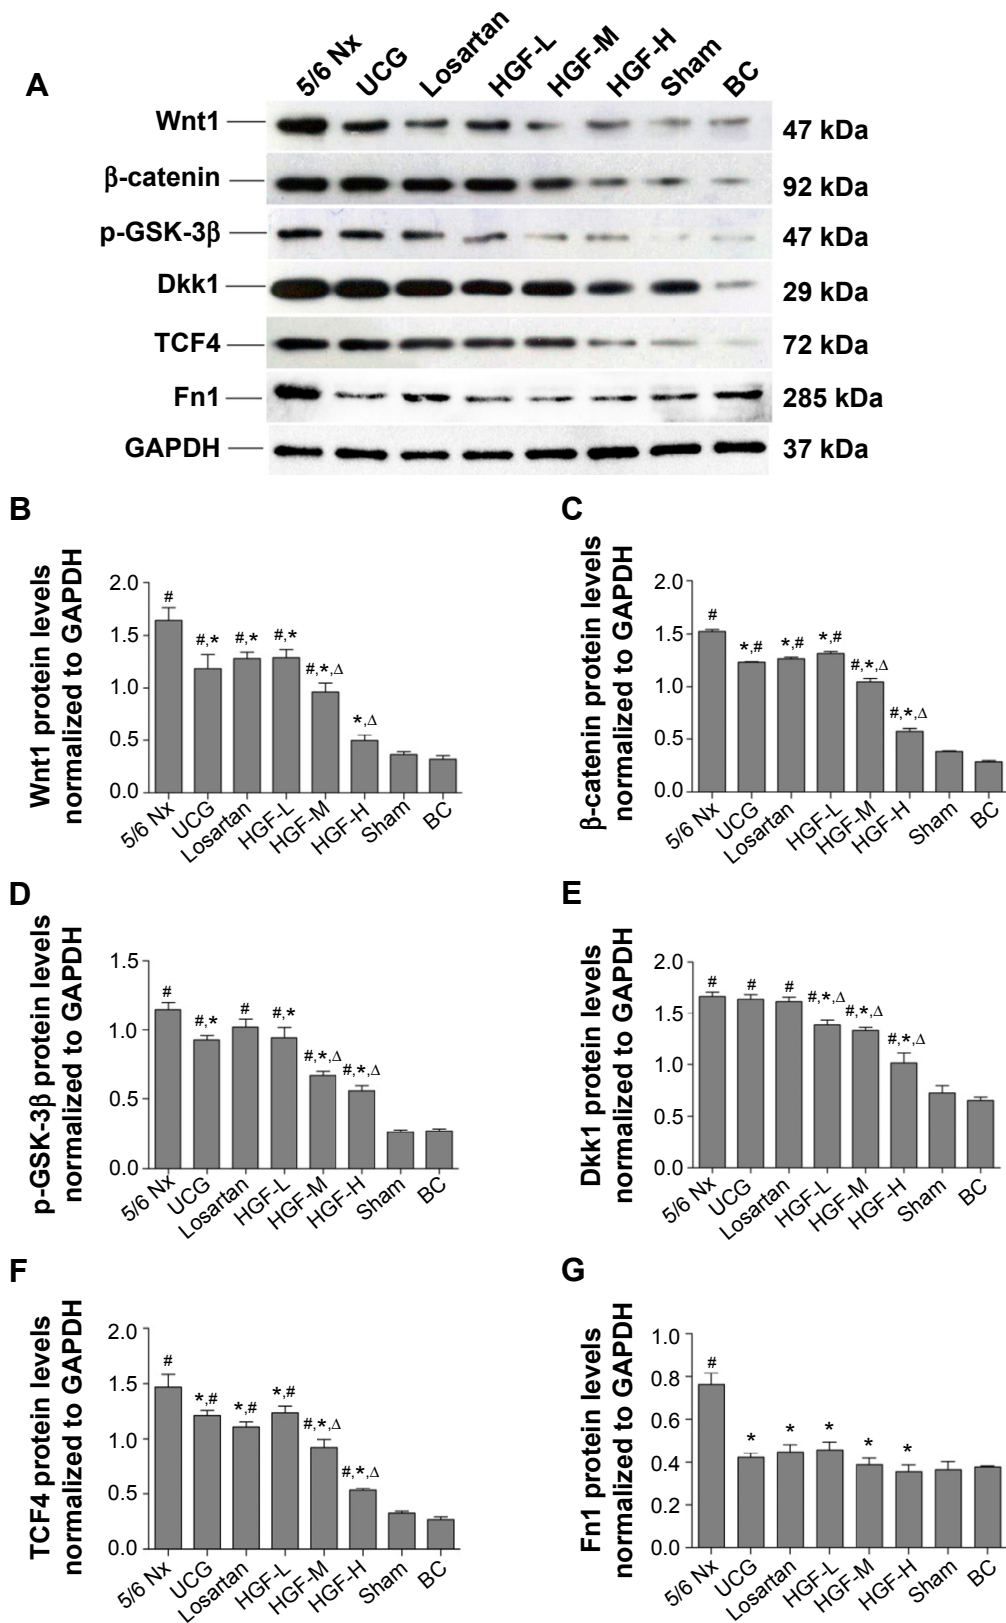 A
5/6 Nx UCG Losartan HGF-L HGF-M HGF-H Sham BC
Wnt1 47 kDa
β-catenin 92 kDa
p-GSK-3β 47 kDa
Dkk1 29 kDa
TCF4 72 kDa
Fn1 285 kDa
GAPDH 37 kDa
B
Wnt1 protein levels
normalized to GAPDH
2.0
1.5
1.0
0.5
0.0
# #,* #,* #,* #,*,Δ *,Δ
5/6 Nx UCG Losartan HGF-L HGF-M HGF-H Sham BC
C
β-catenin protein levels
normalized to GAPDH
2.0
1.5
1.0
0.5
0.0
# *,# *,# *,# #,*,Δ #,*,Δ
5/6 Nx UCG Losartan HGF-L HGF-M HGF-H Sham BC
D
p-GSK-3β protein levels
normalized to GAPDH
1.5
1.0
0.5
0.0
# #,* # #,* #,*,Δ #,*,Δ
5/6 Nx UCG Losartan HGF-L HGF-M HGF-H Sham BC
E
Dkk1 protein levels
normalized to GAPDH
2.0
1.5
1.0
0.5
0.0
# # # #,*,Δ #,*,Δ #,*,Δ
5/6 Nx UCG Losartan HGF-L HGF-M HGF-H Sham BC
F
TCF4 protein levels
normalized to GAPDH
2.0
1.5
1.0
0.5
0.0
# *,# *,# *,# #,*,Δ #,*,Δ
5/6 Nx UCG Losartan HGF-L HGF-M HGF-H Sham BC
G
Fn1 protein levels
normalized to GAPDH
1.0
0.8
0.6
0.4
0.2
0.0
# * * * * *
5/6 Nx UCG Losartan HGF-L HGF-M HGF-H Sham BC